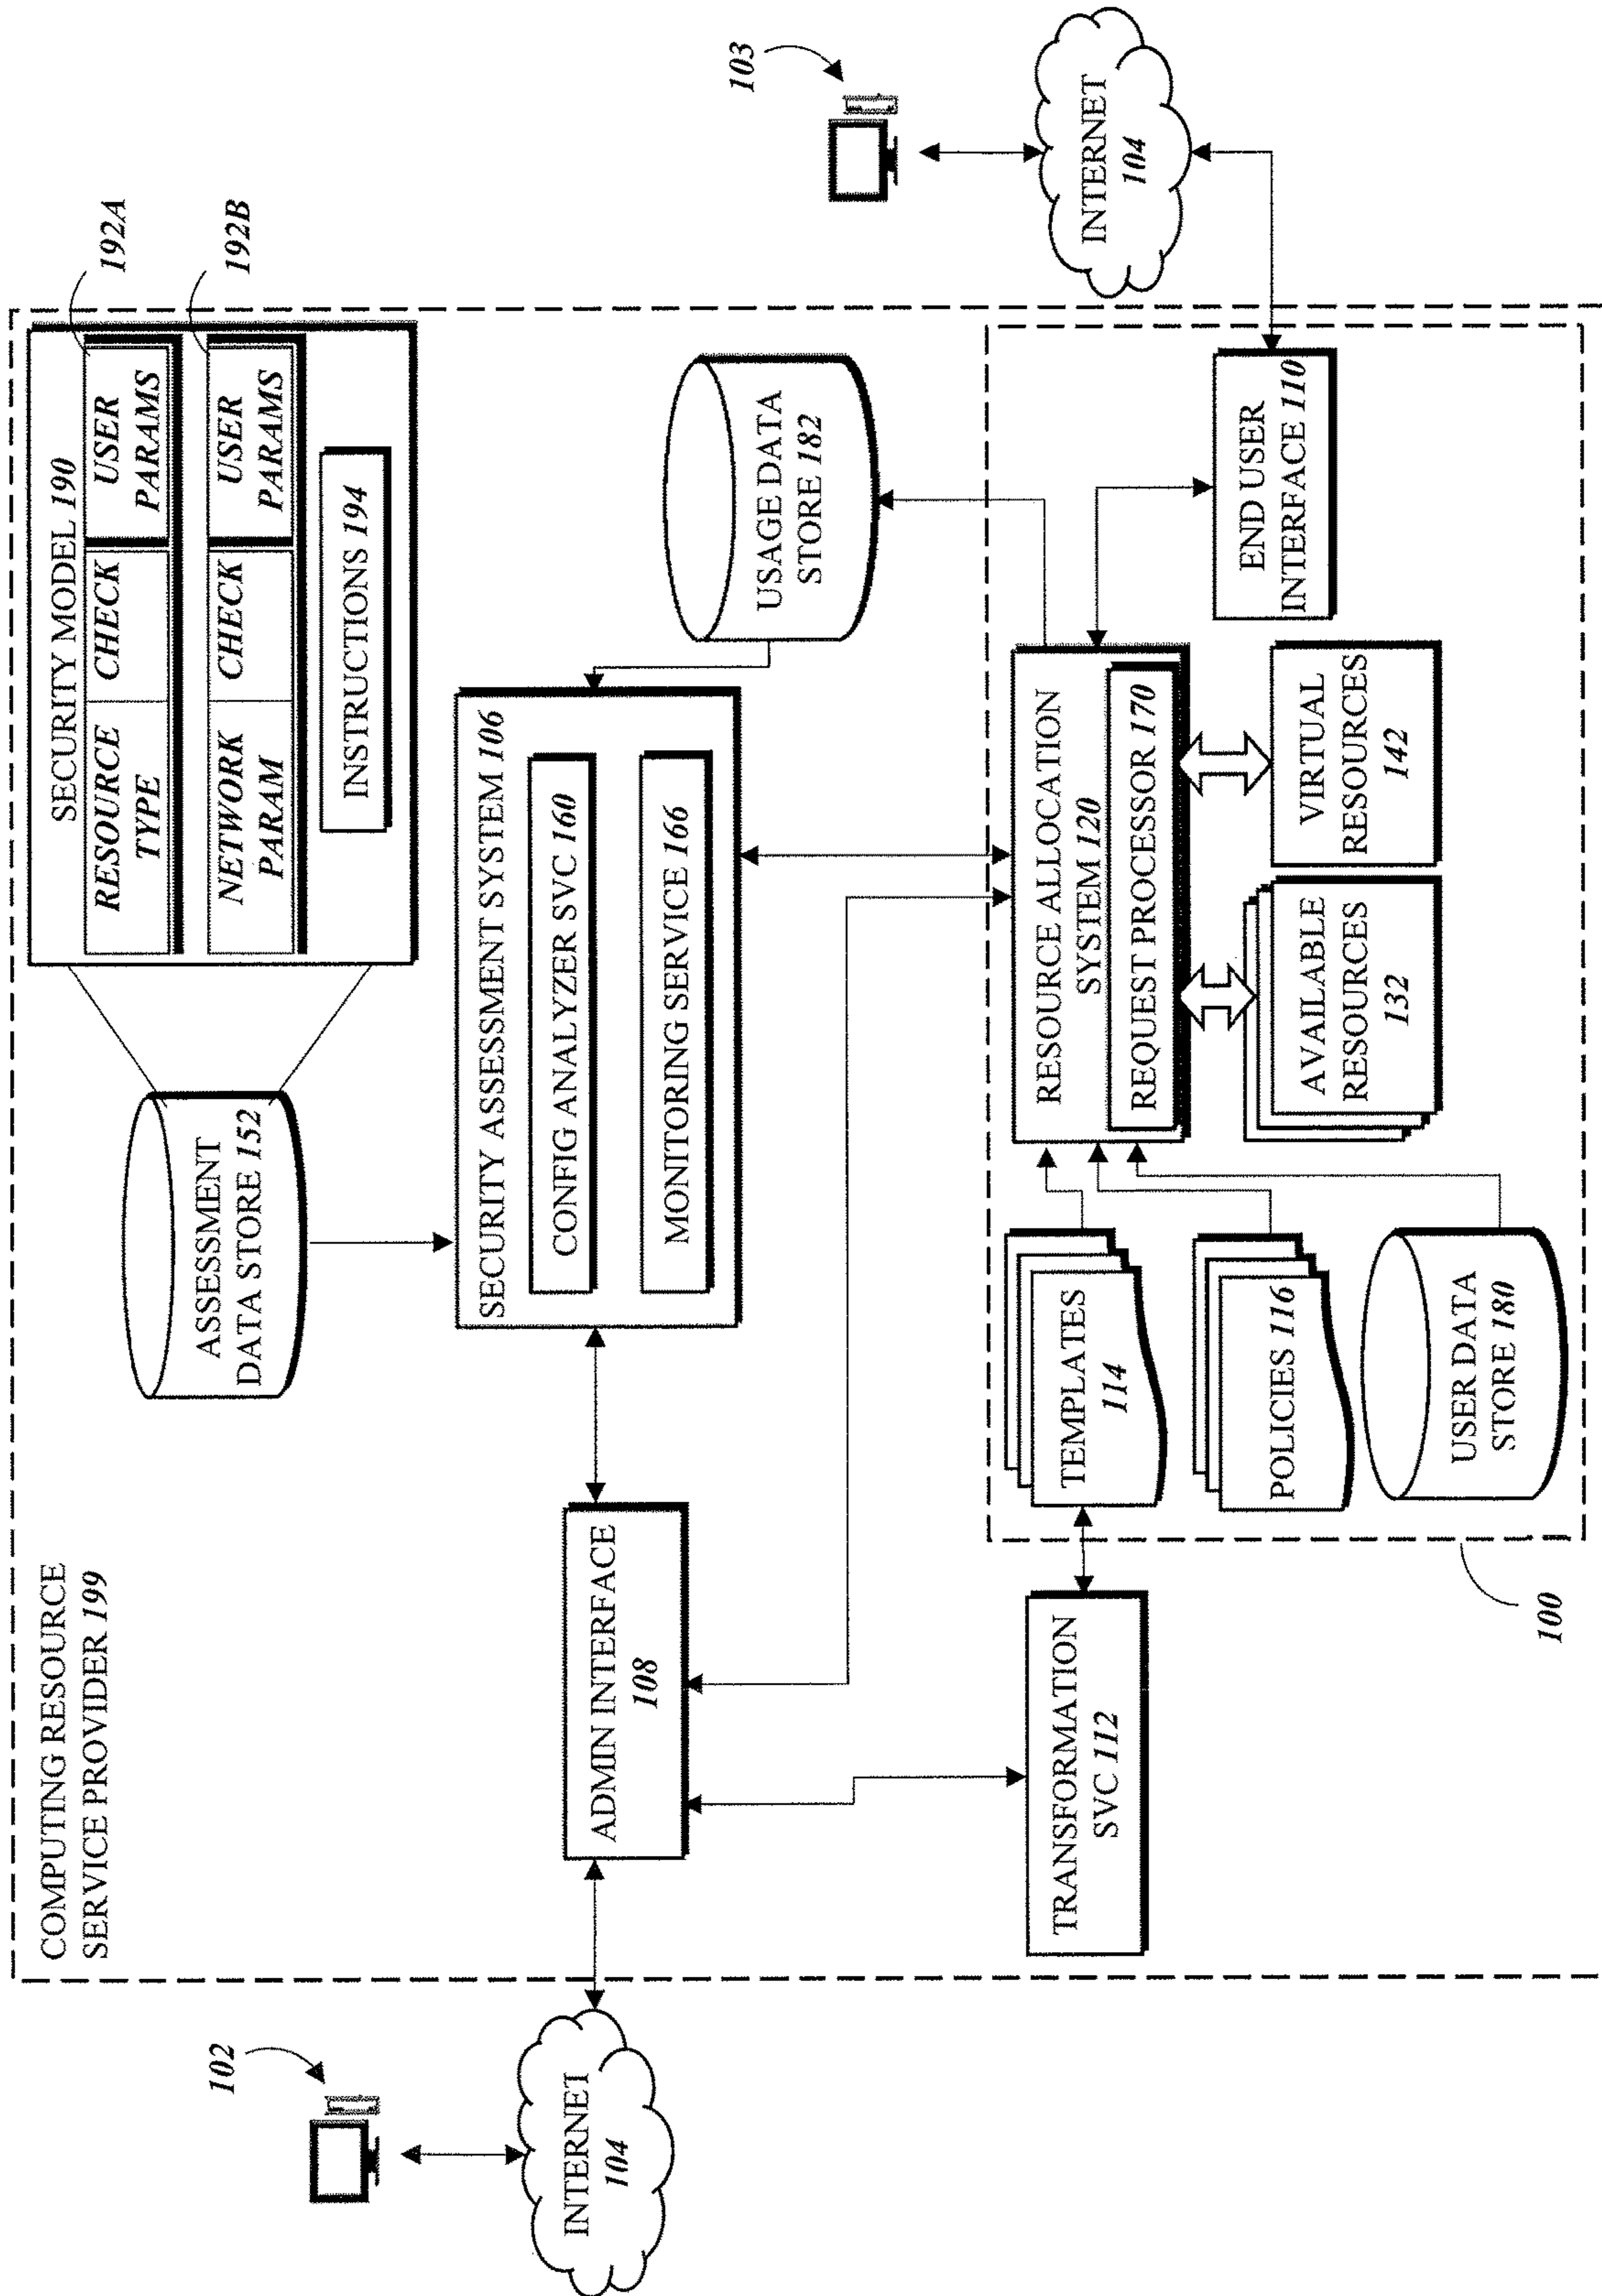 COMPUTING RESOURCE
SERVICE PROVIDER 199
102
INTERNET
104
ADMIN INTERFACE
108
TRANSFORMATION
SVC 112
ASSESSMENT
DATA STORE 152
SECURITY MODEL 190
RESOURCE
TYPE
CHECK
USER
PARAMS
192A
NETWORK
PARAM
CHECK
USER
PARAMS
192B
INSTRUCTIONS 194
SECURITY ASSESSMENT SYSTEM 106
CONFIG ANALYZER SVC 160
MONITORING SERVICE 166
USAGE DATA
STORE 182
TEMPLATES
114
POLICIES 116
USER DATA
STORE 180
RESOURCE ALLOCATION
SYSTEM 120
REQUEST PROCESSOR 170
AVAILABLE
RESOURCES
132
VIRTUAL
RESOURCES
142
END USER
INTERFACE 110
100
103
INTERNET
104